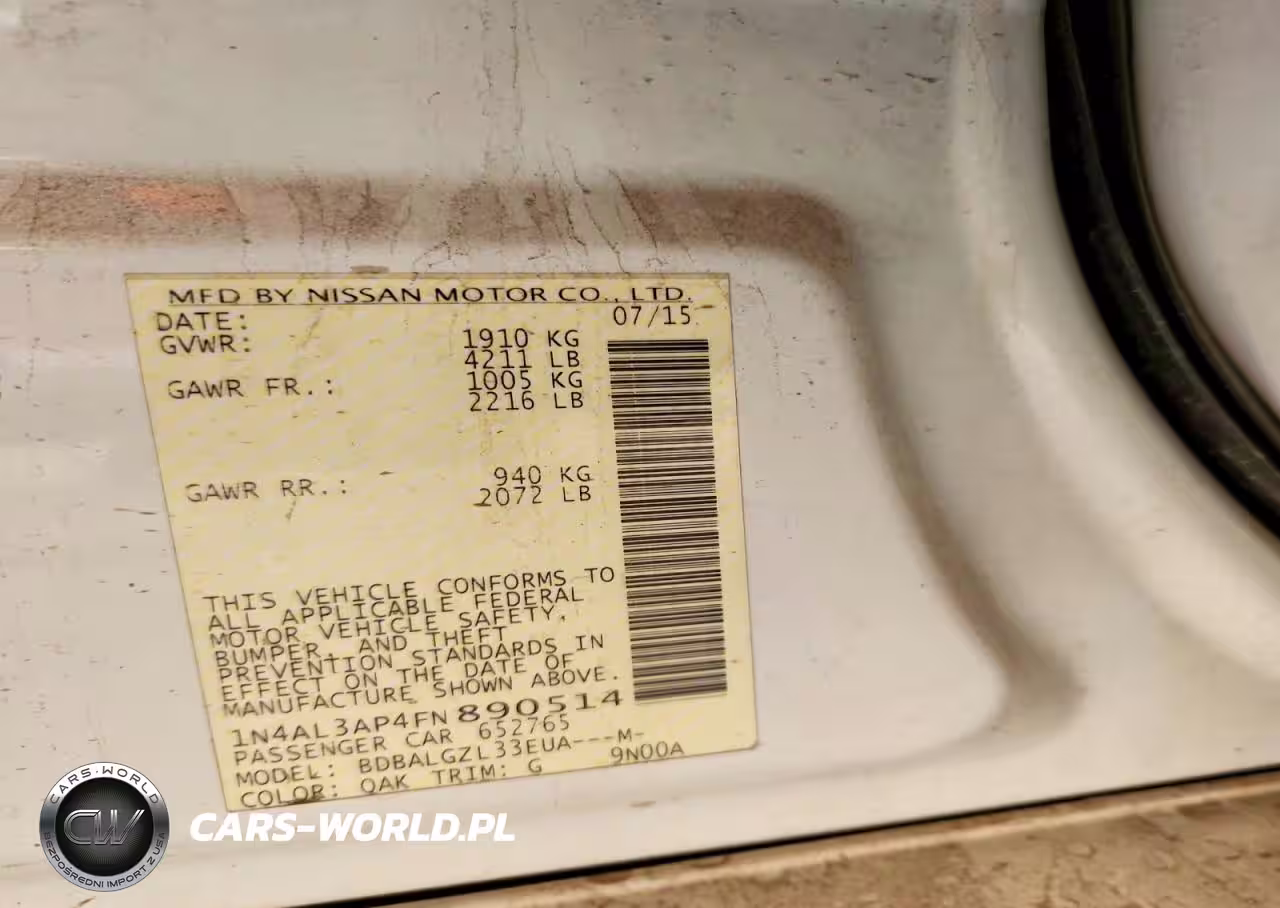 MFD BY NISSAN MOTOR CO., LTD.
DATE: 07/15
GVWR: 1910 KG
4211 LB
GAWR FR.: 1005 KG
2216 LB
GAWR RR.: 940 KG
2072 LB
THIS VEHICLE CONFORMS TO
ALL APPLICABLE FEDERAL
MOTOR VEHICLE SAFETY,
BUMPER, AND THEFT
PREVENTION STANDARDS IN
EFFECT ON THE DATE OF
MANUFACTURE SHOWN ABOVE.
1N4AL3AP4FN890514
PASSENGER CAR 652765
MODEL: BDBALGZL33EUA---M-
COLOR: QAK TRIM: G 9N00A
CARS-WORLD
CW
BEZPOŚREDNI IMPORT Z USA
CARS-WORLD.PL